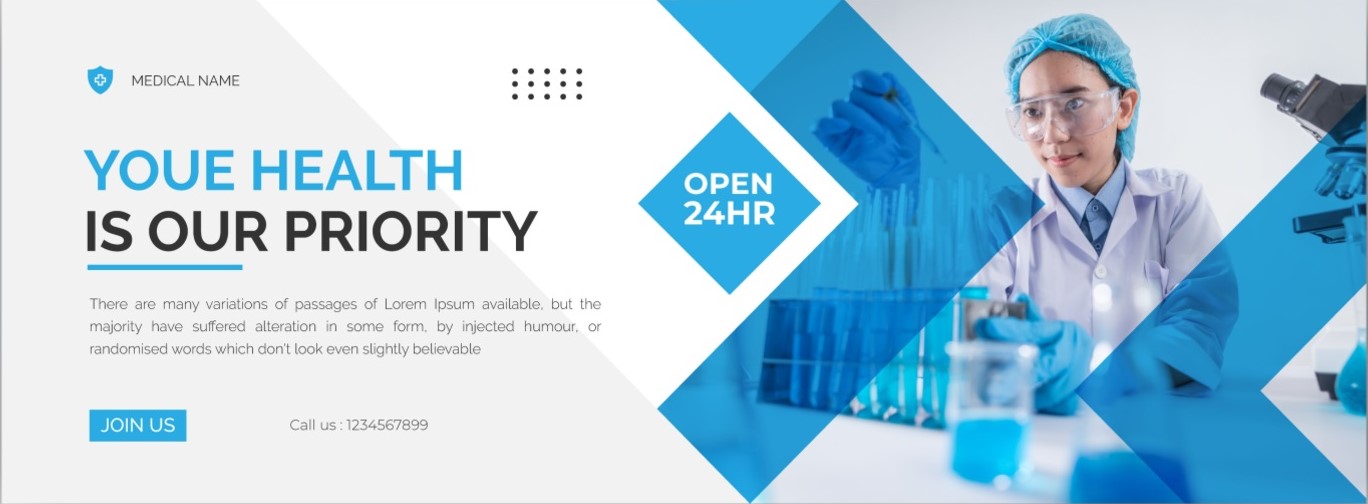 MEDICAL NAME
YOUE HEALTH
IS OUR PRIORITY
There are many variations of passages of Lorem Ipsum available, but the
majority have suffered alteration in some form, by injected humour, or
randomised words which don't look even slightly believable
JOIN US
Call us : 1234567899
OPEN
24HR